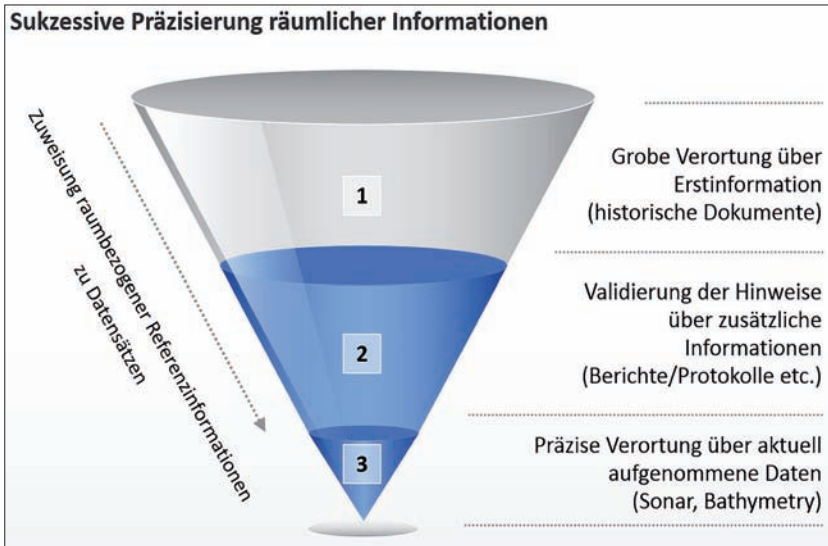 Sukzessive Präzisierung räumlicher Informationen
Zuweisung raumbezogener Referenzinformationen
zu Datensätzen
1
Grobe Verortung über
Erstinformation
(historische Dokumente)
2
Validierung der Hinweise
über zusätzliche
Informationen
(Berichte/Protokolle etc.)
3
Präzise Verortung über aktuell
aufgenommene Daten
(Sonar, Bathymetry)